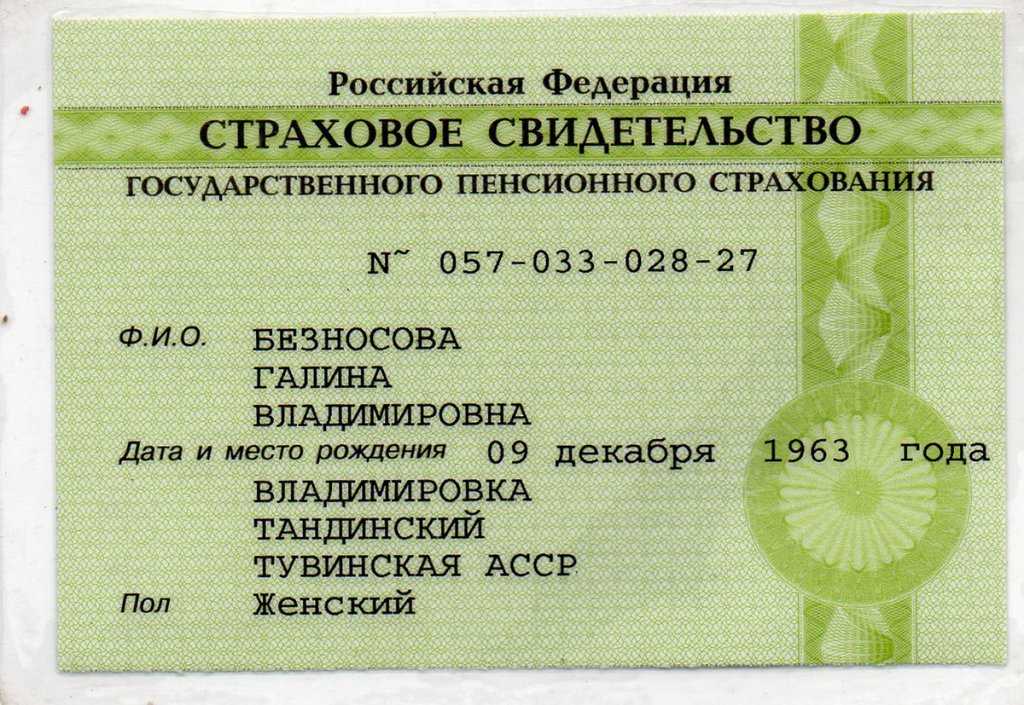 Российская Федерация
СТРАХОВОЕ СВИДЕТЕЛЬСТВО
ГОСУДАРСТВЕННОГО ПЕНСИОННОГО СТРАХОВАНИЯ
N~ 057-033-028-27
Ф.И.О. БЕЗНОСОВА
ГАЛИНА
ВЛАДИМИРОВНА
Дата и место рождения 09 декабря 1963 года
ВЛАДИМИРОВКА
ТАНДИНСКИЙ
ТУВИНСКАЯ АССР
Пол Женский